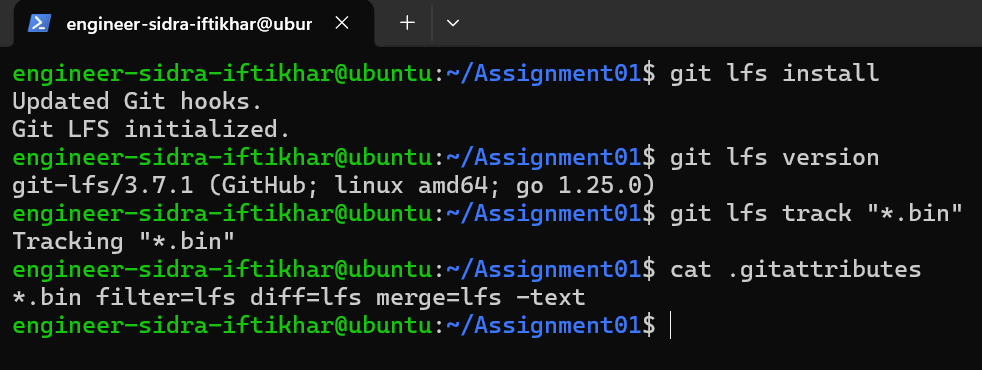 engineer-sidra-iftikhar@ubur
engineer-sidra-iftikhar@ubuntu:~/Assignment01$ git lfs install
Updated Git hooks.
Git LFS initialized.
engineer-sidra-iftikhar@ubuntu:~/Assignment01$ git lfs version
git-lfs/3.7.1 (GitHub; linux amd64; go 1.25.0)
engineer-sidra-iftikhar@ubuntu:~/Assignment01$ git lfs track "*.bin"
Tracking "*.bin"
engineer-sidra-iftikhar@ubuntu:~/Assignment01$ cat .gitattributes
*.bin filter=lfs diff=lfs merge=lfs -text
engineer-sidra-iftikhar@ubuntu:~/Assignment01$